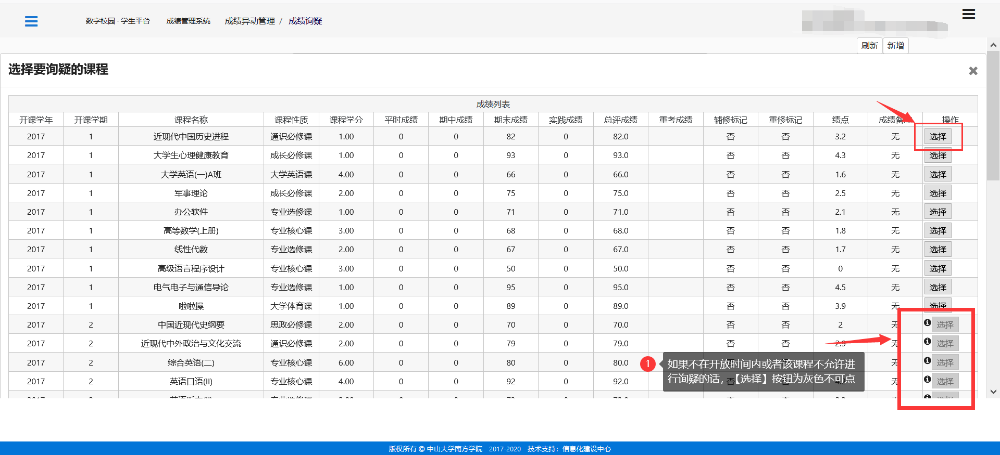 数字校园 - 学生平台 成绩管理系统 成绩异动管理 / 成绩询疑
刷新 新增
选择要询疑的课程
成绩列表
开课学年 开课学期 课程名称 课程性质 课程学分 平时成绩 期中成绩 期末成绩 实践成绩 总评成绩 重考成绩 辅修标记 重修标记 绩点 成绩备注 操作
2017 1 近现代中国历史进程 通识必修课 1.00 0 0 82 0 82.0 否 否 3.2 无 选择
2017 1 大学生心理健康教育 成长必修课 1.00 0 0 93 0 93.0 否 否 4.3 无 选择
2017 1 大学英语(一)A班 大学英语课 4.00 0 0 66 0 66.0 否 否 1.6 无 选择
2017 1 军事理论 成长必修课 2.00 0 0 75 0 75.0 否 否 2.5 无 选择
2017 1 办公软件 专业选修课 1.00 0 0 71 0 71.0 否 否 2.1 无 选择
2017 1 高等数学(上册) 专业核心课 3.00 0 0 68 0 68.0 否 否 1.8 无 选择
2017 1 线性代数 专业选修课 2.00 0 0 67 0 67.0 否 否 1.7 无 选择
2017 1 高级语言程序设计 专业核心课 3.00 0 0 50 0 50.0 否 否 0 无 选择
2017 1 电气电子与通信导论 专业选修课 1.00 0 0 95 0 95.0 否 否 4.5 无 选择
2017 1 啦啦操 大学体育课 1.00 0 0 89 0 89.0 否 否 3.9 无 选择
2017 2 中国近现代史纲要 思政必修课 2.00 0 0 70 0 70.0 否 否 2 无 选择
2017 2 近现代中外政治与文化交流 通识必修课 2.00 0 0 79 0 79.0 否 否 2.9 无 选择
2017 2 综合英语(二) 专业核心课 6.00 0 0 80 0 80.0 无 选择
2017 2 英语口语(II) 专业核心课 4.00 0 0 92 0 92.0 否 否 4.2 无 选择
1 如果不在开放时间内或者该课程不允许进
行询疑的话，【选择】按钮为灰色不可点
版权所有 © 中山大学南方学院 2017-2020 技术支持：信息化建设中心